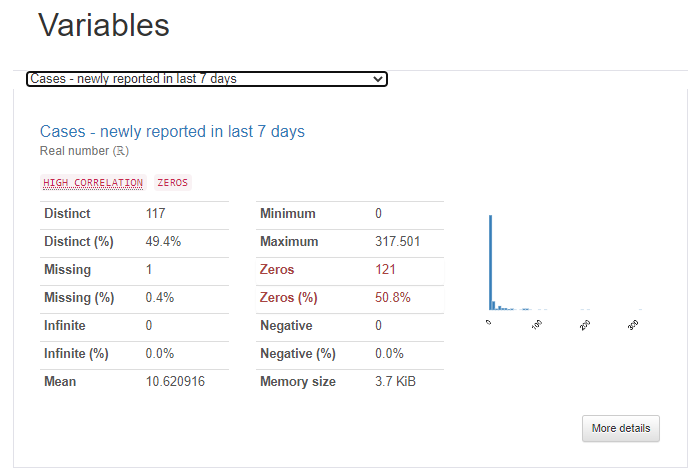 Variables
Cases - newly reported in last 7 days
Cases - newly reported in last 7 days
Real number (ℝ)
HIGH CORRELATION ZEROS
Distinct 117 Minimum 0
Distinct (%) 49.4% Maximum 317.501
Missing 1 Zeros 121
Missing (%) 0.4% Zeros (%) 50.8%
Infinite 0 Negative 0
Infinite (%) 0.0% Negative (%) 0.0%
Mean 10.620916 Memory size 3.7 KiB
0 100 200 300
More details